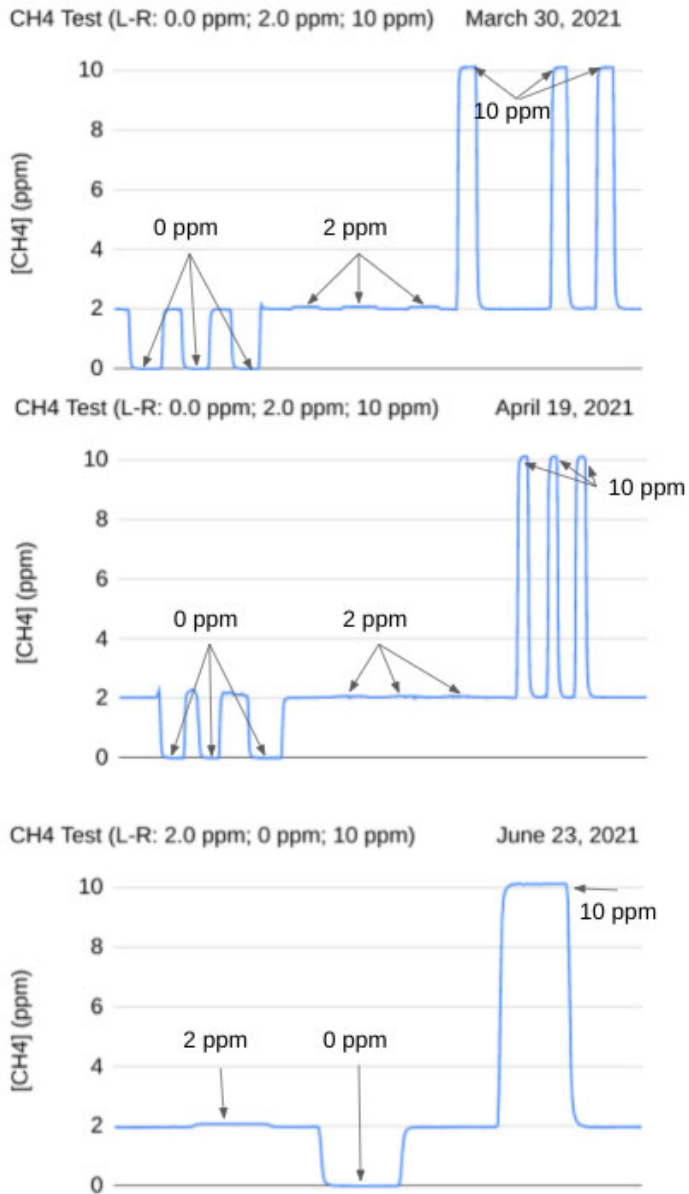 CH4 Test (L-R: 0.0 ppm; 2.0 ppm; 10 ppm) March 30, 2021
10
10 ppm
8
6
[CH4] (ppm)
0 ppm 2 ppm
4
2
0
CH4 Test (L-R: 0.0 ppm; 2.0 ppm; 10 ppm) April 19, 2021
10
10 ppm
8
6
[CH4] (ppm)
0 ppm 2 ppm
4
2
0
CH4 Test (L-R: 2.0 ppm; 0 ppm; 10 ppm) June 23, 2021
10
10 ppm
8
6
[CH4] (ppm)
2 ppm 0 ppm
4
2
0